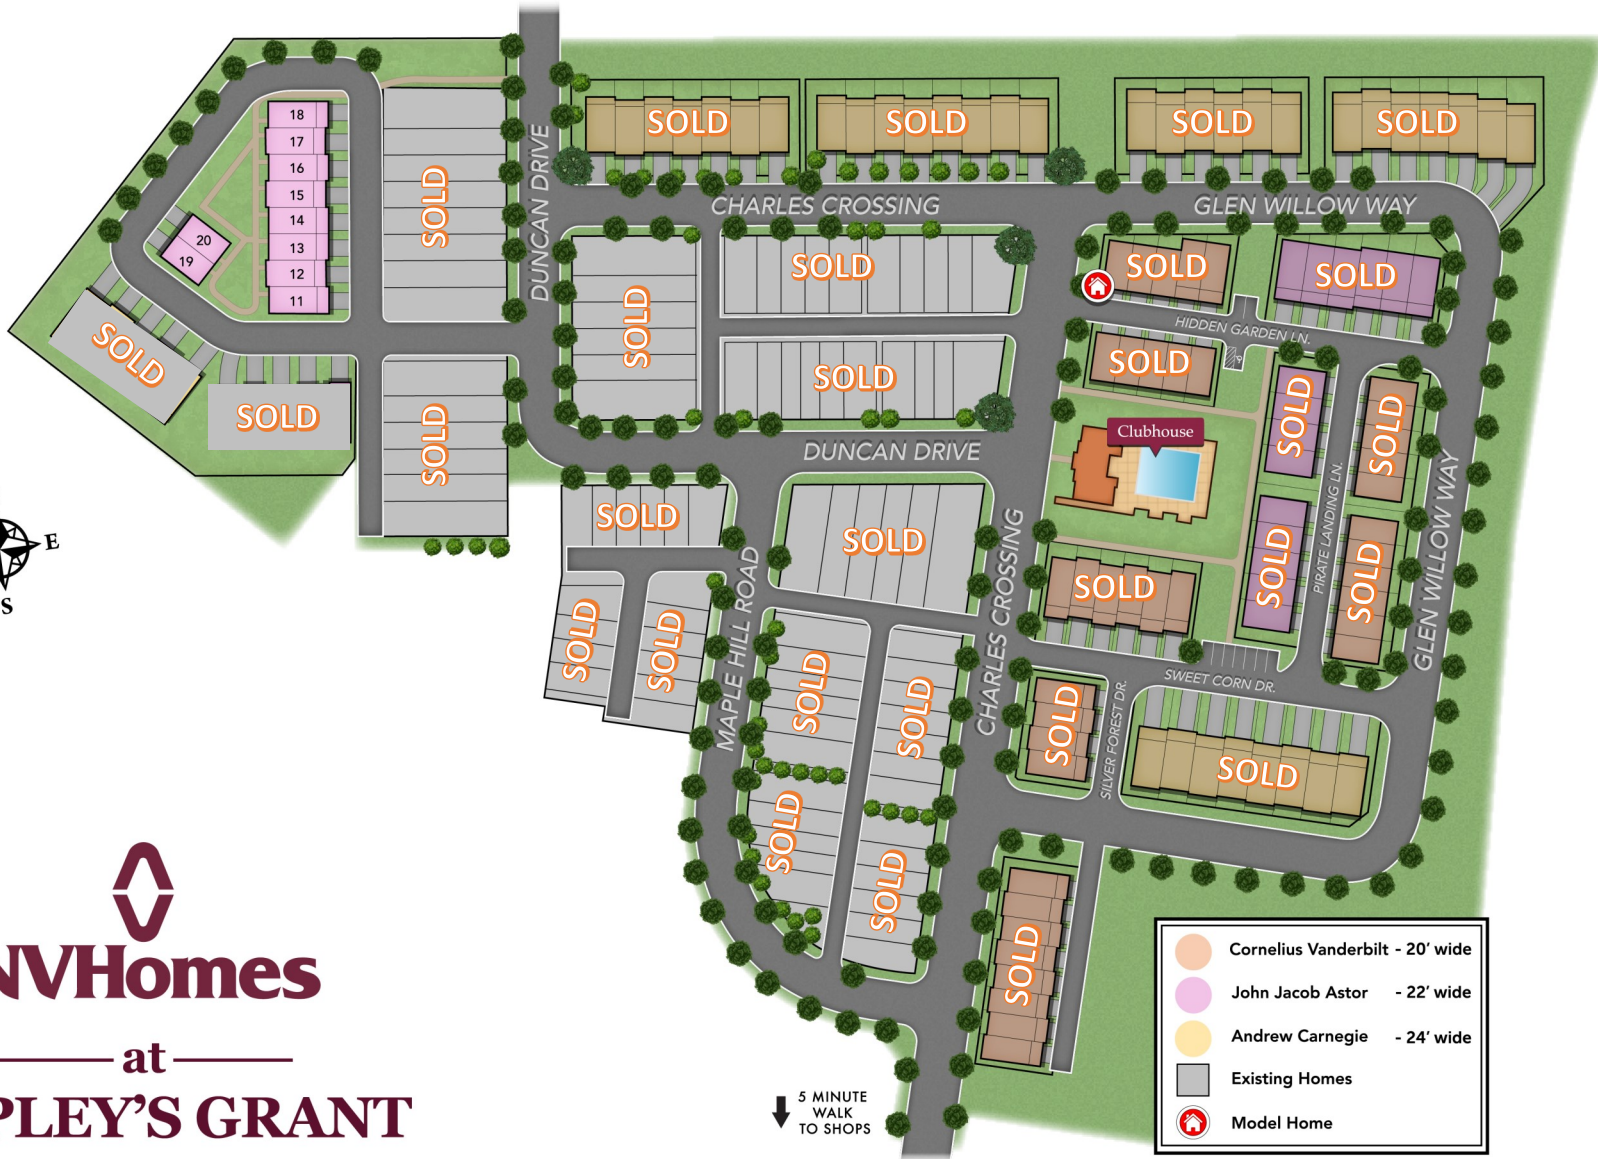 SOLD
SOLD
SOLD
SOLD
18
17
16
15
14
13
12
11
20
19
SOLD
DUNCAN DRIVE
CHARLES CROSSING
GLEN WILLOW WAY
SOLD
SOLD
SOLD
SOLD
HIDDEN GARDEN LN.
SOLD
SOLD
SOLD
SOLD
SOLD
SOLD
SOLD
SOLD
Clubhouse
DUNCAN DRIVE
PIRATE LANDING LN.
GLEN WILLOW WAY
E
S
SOLD
SOLD
MAPLE HILL ROAD
CHARLES CROSSING
SOLD
SOLD
SOLD
SOLD
SOLD
SOLD
SOLD
SWEET CORN DR.
SOLD
SILVER FOREST DR.
SOLD
SOLD
SOLD
SOLD
NVHomes
at
PLEY'S GRANT
5 MINUTE
WALK
TO SHOPS
Cornelius Vanderbilt - 20' wide
John Jacob Astor - 22' wide
Andrew Carnegie - 24' wide
Existing Homes
Model Home